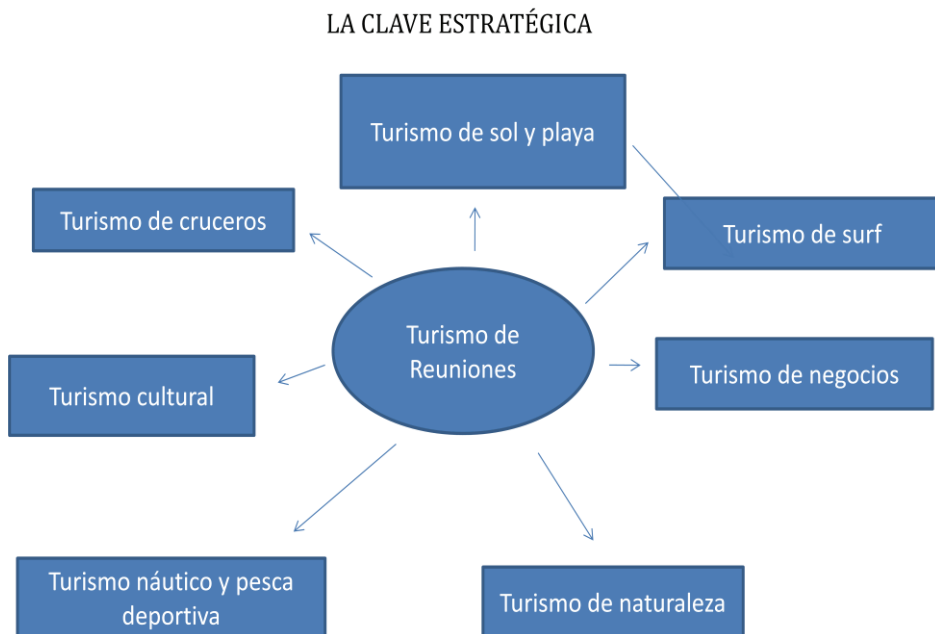 LA CLAVE ESTRATÉGICA
Turismo de sol y playa
Turismo de cruceros
Turismo de surf
Turismo de
Reuniones
Turismo cultural
Turismo de negocios
Turismo náutico y pesca
deportiva
Turismo de naturaleza